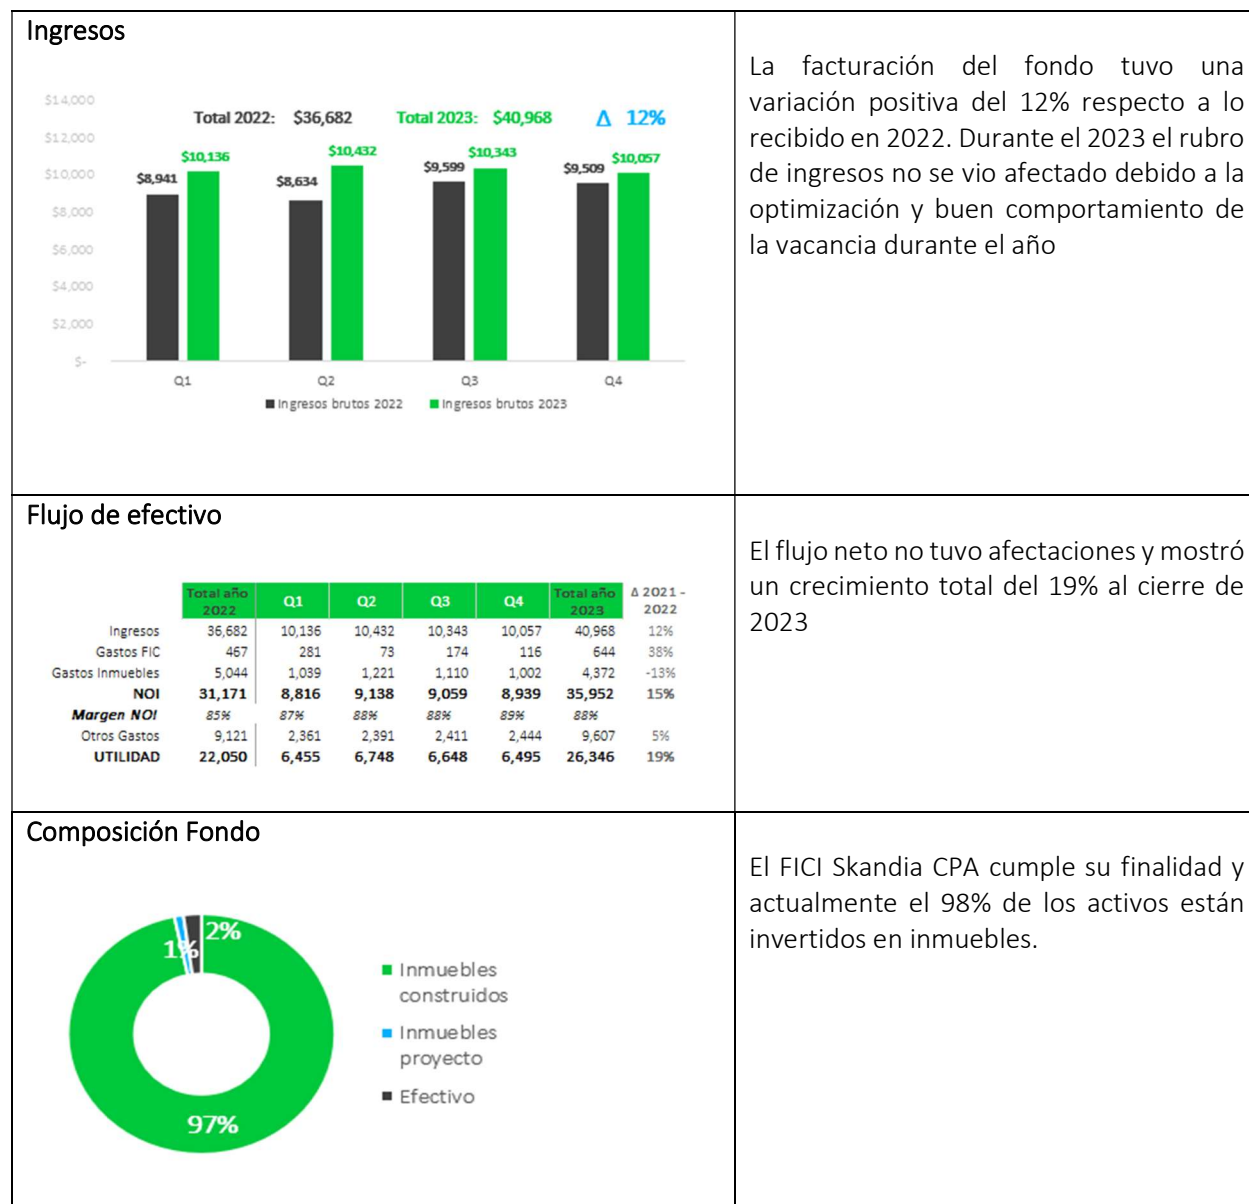 Ingresos
$14,000
$12,000
$10,000
$8,000
$6,000
$4,000
$2,000
$-
Total 2022: $36,682 Total 2023: $40,968 Δ 12%
$8,941 $10,136 $8,634 $10,432 $9,599 $10,343 $9,509 $10,057
Q1 Q2 Q3 Q4
Ingresos brutos 2022 Ingresos brutos 2023
La facturación del fondo tuvo una
variación positiva del 12% respecto a lo
recibido en 2022. Durante el 2023 el rubro
de ingresos no se vio afectado debido a la
optimización y buen comportamiento de
la vacancia durante el año
Flujo de efectivo
Total año 2022 Q1 Q2 Q3 Q4 Total año 2023 Δ 2021 - 2022
Ingresos 36,682 10,136 10,432 10,343 10,057 40,968 12%
Gastos FIC 467 281 73 174 116 644 38%
Gastos Inmuebles 5,044 1,039 1,221 1,110 1,002 4,372 -13%
NOI 31,171 8,816 9,138 9,059 8,939 35,952 15%
Margen NOI 85% 87% 88% 88% 89% 88%
Otros Gastos 9,121 2,361 2,391 2,411 2,444 9,607 5%
UTILIDAD 22,050 6,455 6,748 6,648 6,495 26,346 19%
El flujo neto no tuvo afectaciones y mostró
un crecimiento total del 19% al cierre de
2023
Composición Fondo
1% 2%
97%
Inmuebles
construidos
Inmuebles
proyecto
Efectivo
El FICI Skandia CPA cumple su finalidad y
actualmente el 98% de los activos están
invertidos en inmuebles.